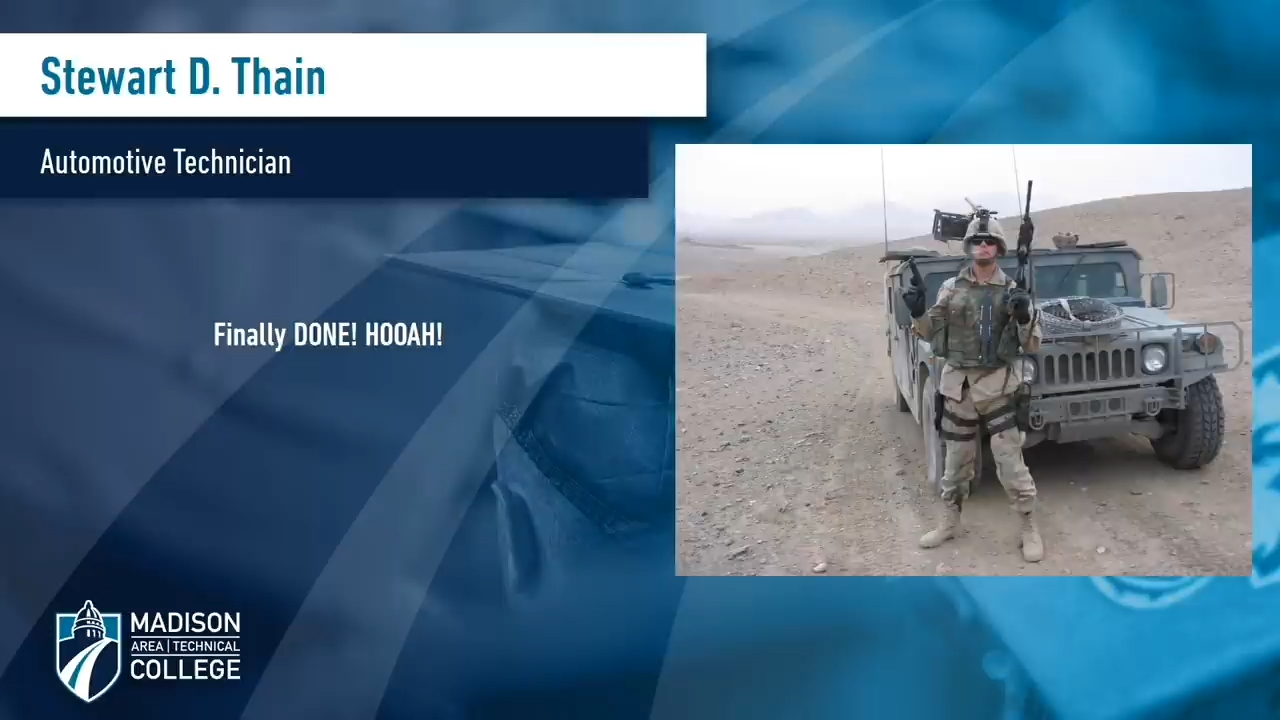 Stewart D. Thain
Automotive Technician
Finally DONE! HOOAH!
MADISON
AREA | TECHNICAL
COLLEGE